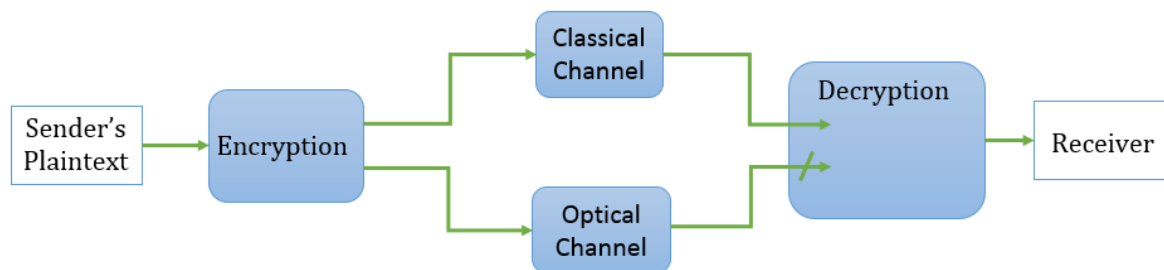 Sender's
Plaintext
Encryption
Classical
Channel
Optical
Channel
Decryption
Receiver